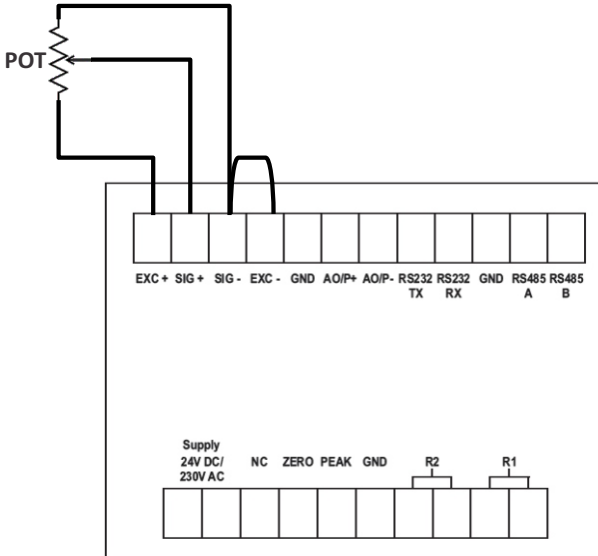 POT
EXC + SIG + SIG - EXC - GND AO/P+ AO/P- RS232 RS232 GND RS485 RS485
TX RX A B
Supply
24V DC/ NC ZERO PEAK GND R2 R1
230V AC